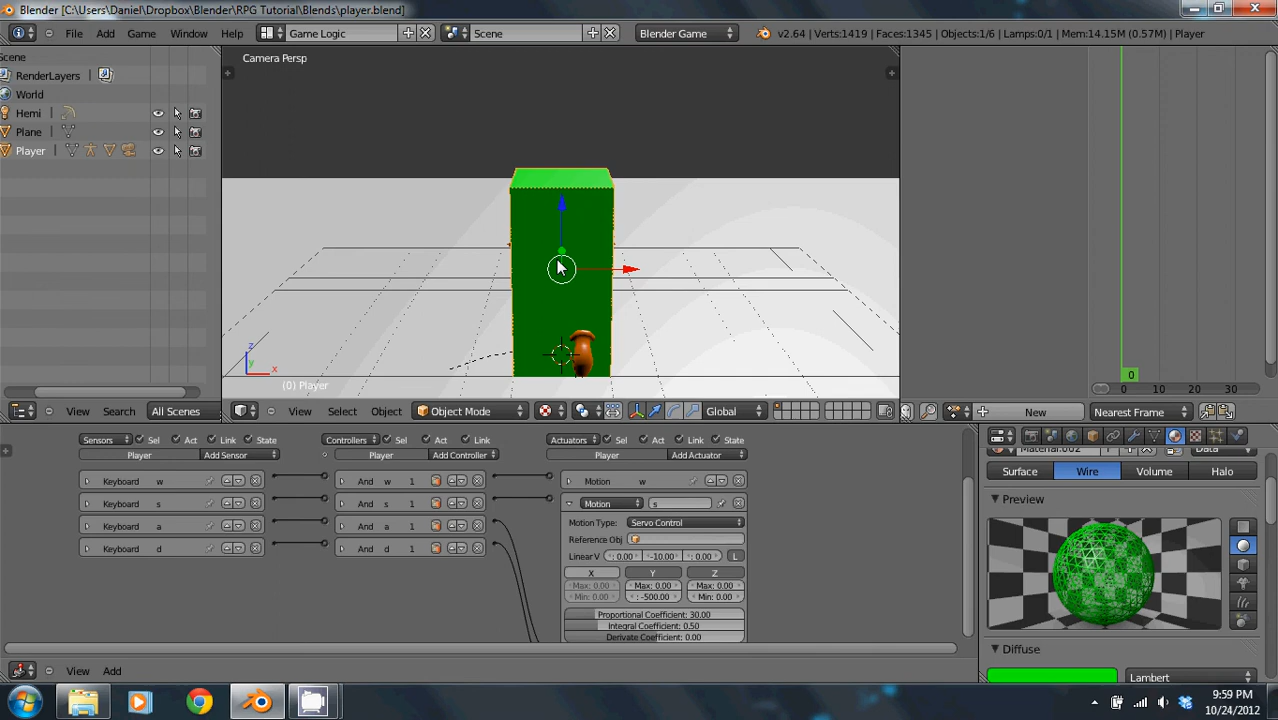 Blender [C:\Users\Daniel\Dropbox\Blender\RPG Tutorial\Blends\player.blend]
File Add Game Window Help Game Logic Scene Blender Game v2.64 | Verts:1419 | Faces:1345 | Objects:1/6 | Lamps:0/1 | Mem:14.15M (0.57M) | Player
Scene
RenderLayers
World
Hemi
Plane
Player
Camera Persp
z
y
x
(0) Player
0
0 10 20 30
View Search All Scenes
View Select Object Object Mode Global
New Nearest Frame
Sensors Sel Act Link State
Player Add Sensor
Keyboard w
Keyboard s
Keyboard a
Keyboard d
Controllers Sel Act Link
Player Add Controller
And w 1
And s 1
And a 1
And d 1
Actuators Sel Act Link State
Player Add Actuator
Motion w
Motion s
Motion Type: Servo Control
Reference Obj
Linear V : 0.00 -10.00 : 0.00 L
X Y Z
Max: 0.00 Max: 0.00 Max: 0.00
Min: 0.00 : -500.00 Min: 0.00
Proportional Coefficient: 30.00
Integral Coefficient: 0.50
Derivate Coefficient: 0.00
View Add
Material.002 Data
Surface Wire Volume Halo
Preview
Diffuse
Lambert
9:59 PM
10/24/2012